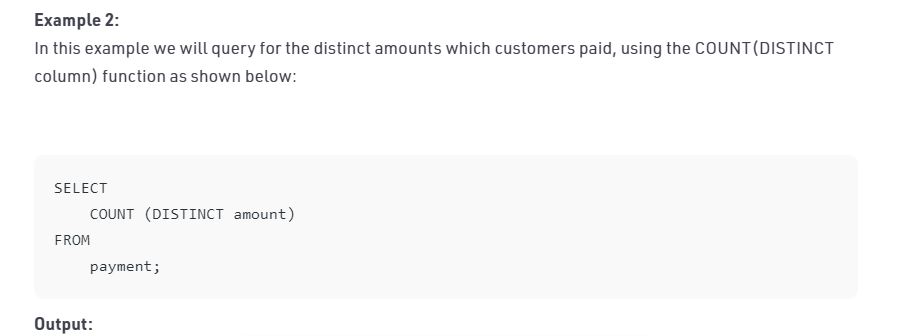 Example 2:
In this example we will query for the distinct amounts which customers paid, using the COUNT(DISTINCT
column) function as shown below:
SELECT
    COUNT (DISTINCT amount)
FROM
    payment;
Output: